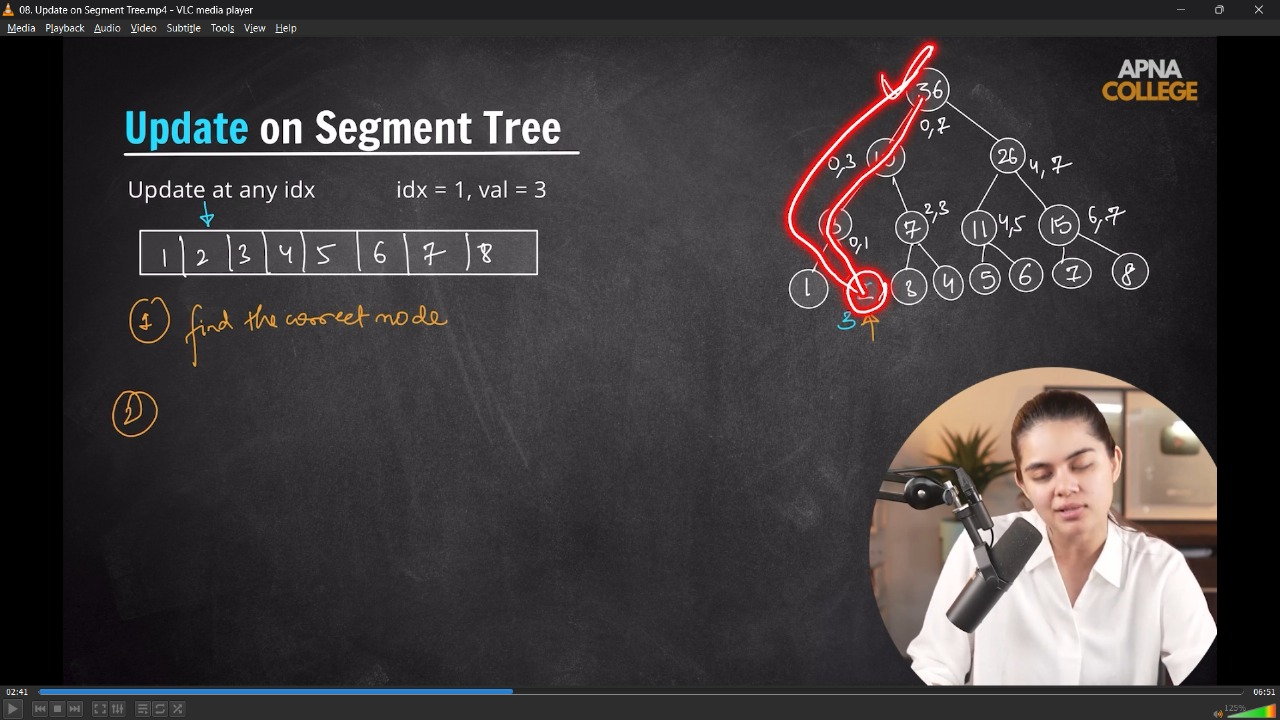 08. Update on Segment Tree.mp4 - VLC media player
Media Playback Audio Video Subtitle Tools View Help
APNA
COLLEGE
Update on Segment Tree
Update at any idx idx = 1, val = 3
1 2 3 4 5 6 7 8
1 find the correct node
2
36
0,7
0,3 26 4,7
0,1 7 2,3 11 4,5 15 6,7
1 3 4 5 6 7 8
3
02:41 06:51
125%